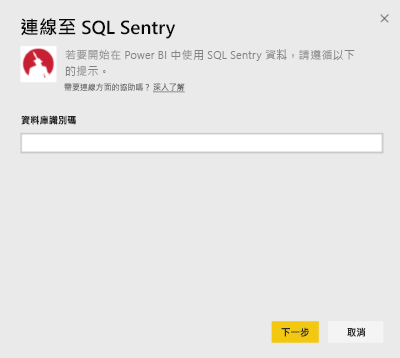 連線至 SQL Sentry
若要開始在 Power BI 中使用 SQL Sentry 資料，請遵循以下
的提示。
需要連線方面的協助嗎？ 深入了解
資料庫識別碼
下一步 取消